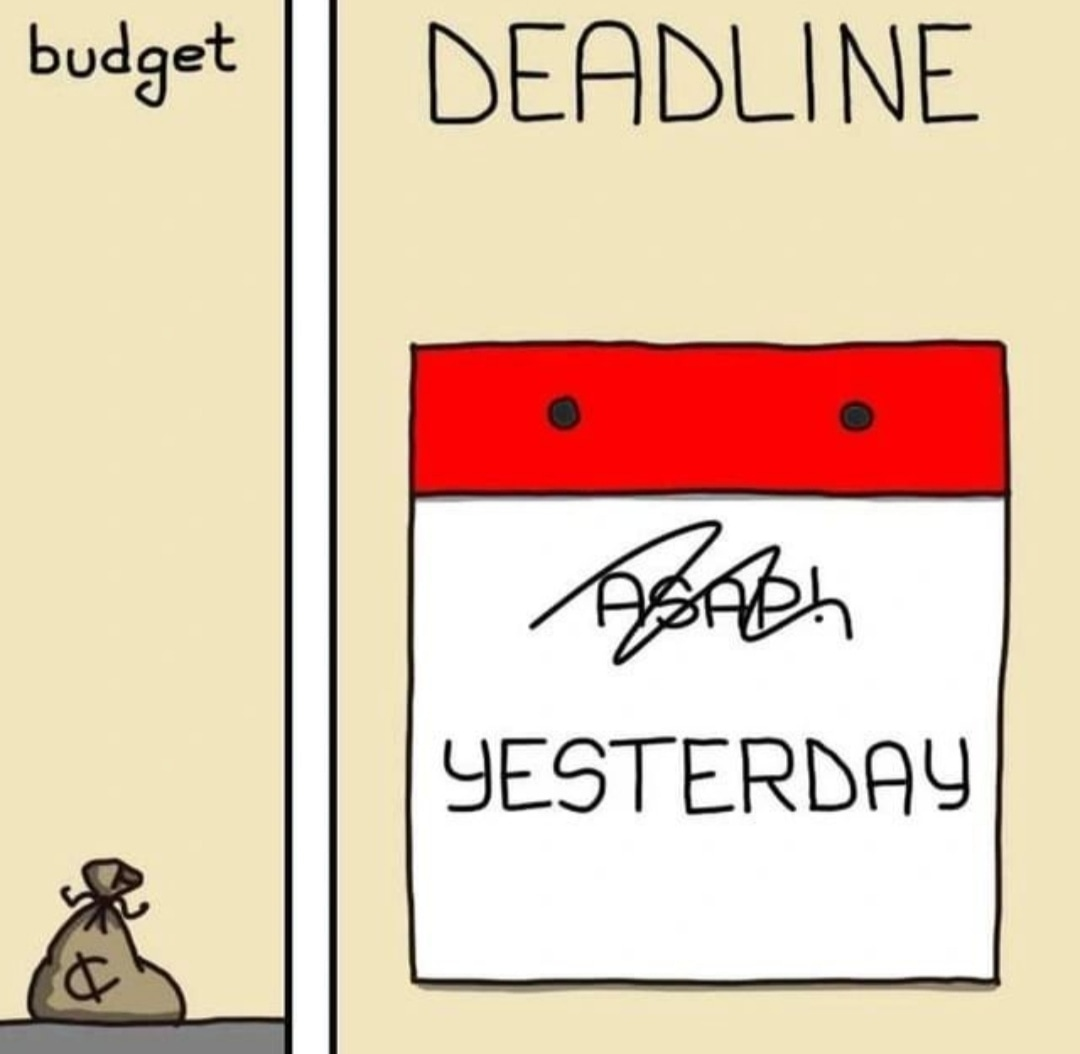 budget
DEADLINE
ASAP!
YESTERDAY
¢